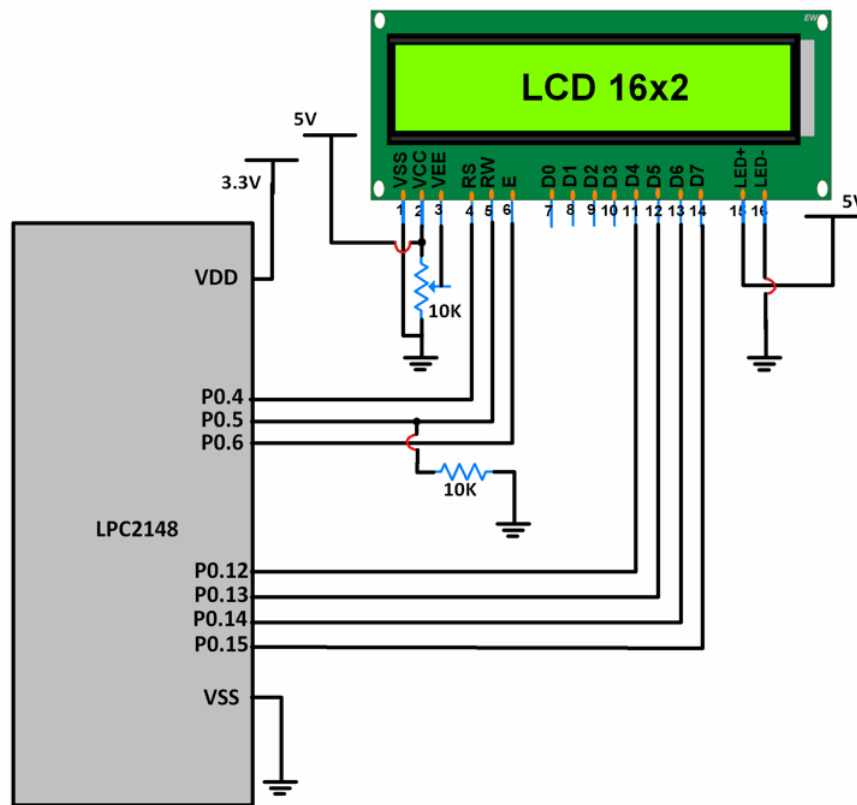 EW
LCD 16x2
5V
3.3V
VSS
VCC
VEE
RS
RW
E
D0
D1
D2
D3
D4
D5
D6
D7
LED+
LED-
1
2
3
4
5
6
7
8
9
10
11
12
13
14
15
16
5V
VDD
10K
P0.4
P0.5
P0.6
10K
LPC2148
P0.12
P0.13
P0.14
P0.15
VSS